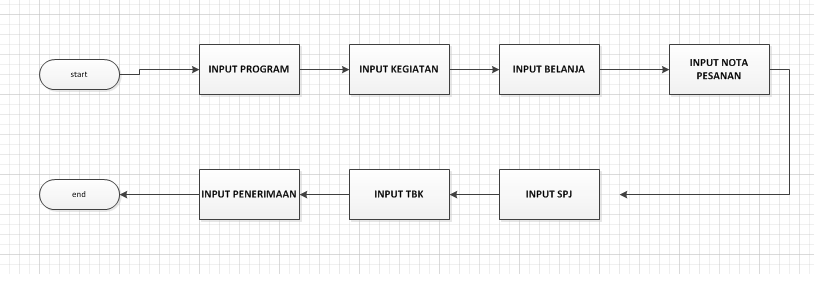 start
INPUT PROGRAM
INPUT KEGIATAN
INPUT BELANJA
INPUT NOTA
PESANAN
end
INPUT PENERIMAAN
INPUT TBK
INPUT SPJ